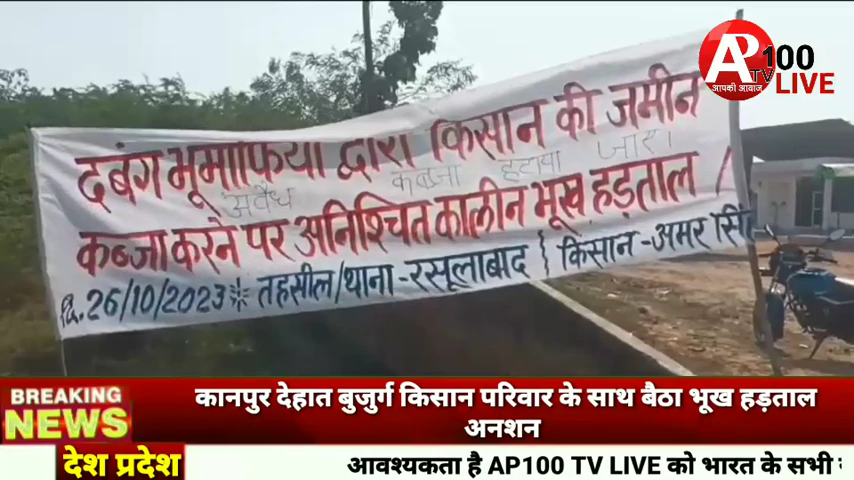 AP100
TV
आपकी आवाज
LIVE
दबंग भूमाफिया द्वारा किसान की जमीन
अवैध कब्जा हटाया जाए।
कब्जा करने पर अनिश्चित कालीन भूख हड़ताल /
दि. 26/10/2023 तहसील/थाना-रसूलाबाद } किसान-अमर सिं
BREAKING
NEWS
कानपुर देहात बुजुर्ग किसान परिवार के साथ बैठा भूख हड़ताल
अनशन
देश प्रदेश
आवश्यकता है AP100 TV LIVE को भारत के सभी